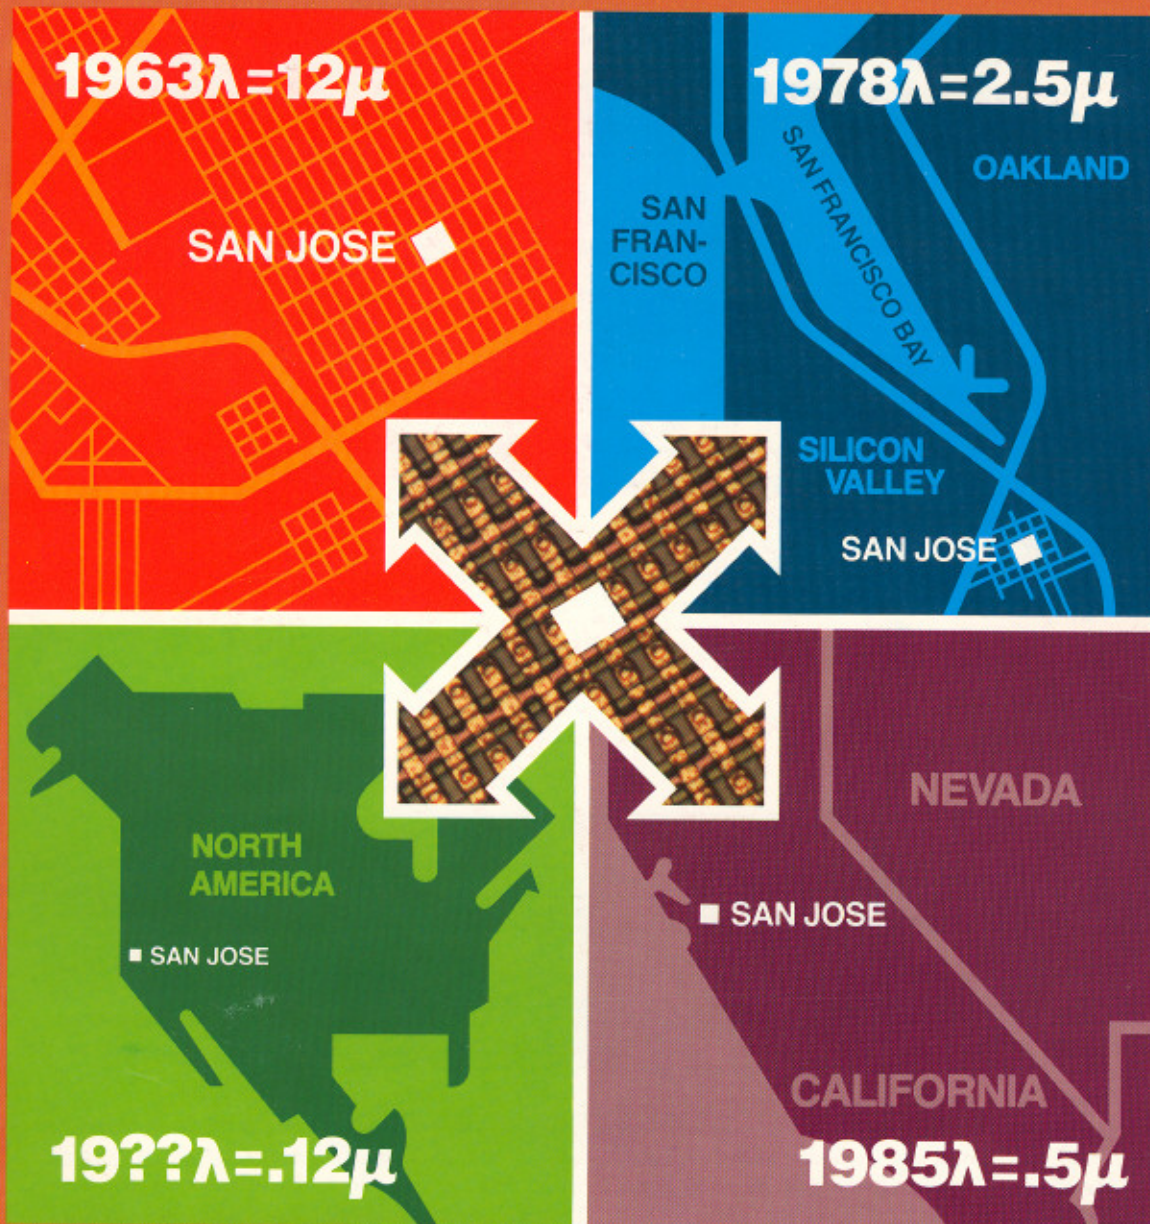 1963λ=12μ
SAN JOSE
1978λ=2.5μ
OAKLAND
SAN
FRAN-
CISCO
SAN FRANCISCO BAY
SILICON
VALLEY
SAN JOSE
NORTH
AMERICA
SAN JOSE
19??λ=.12μ
NEVADA
SAN JOSE
CALIFORNIA
1985λ=.5μ